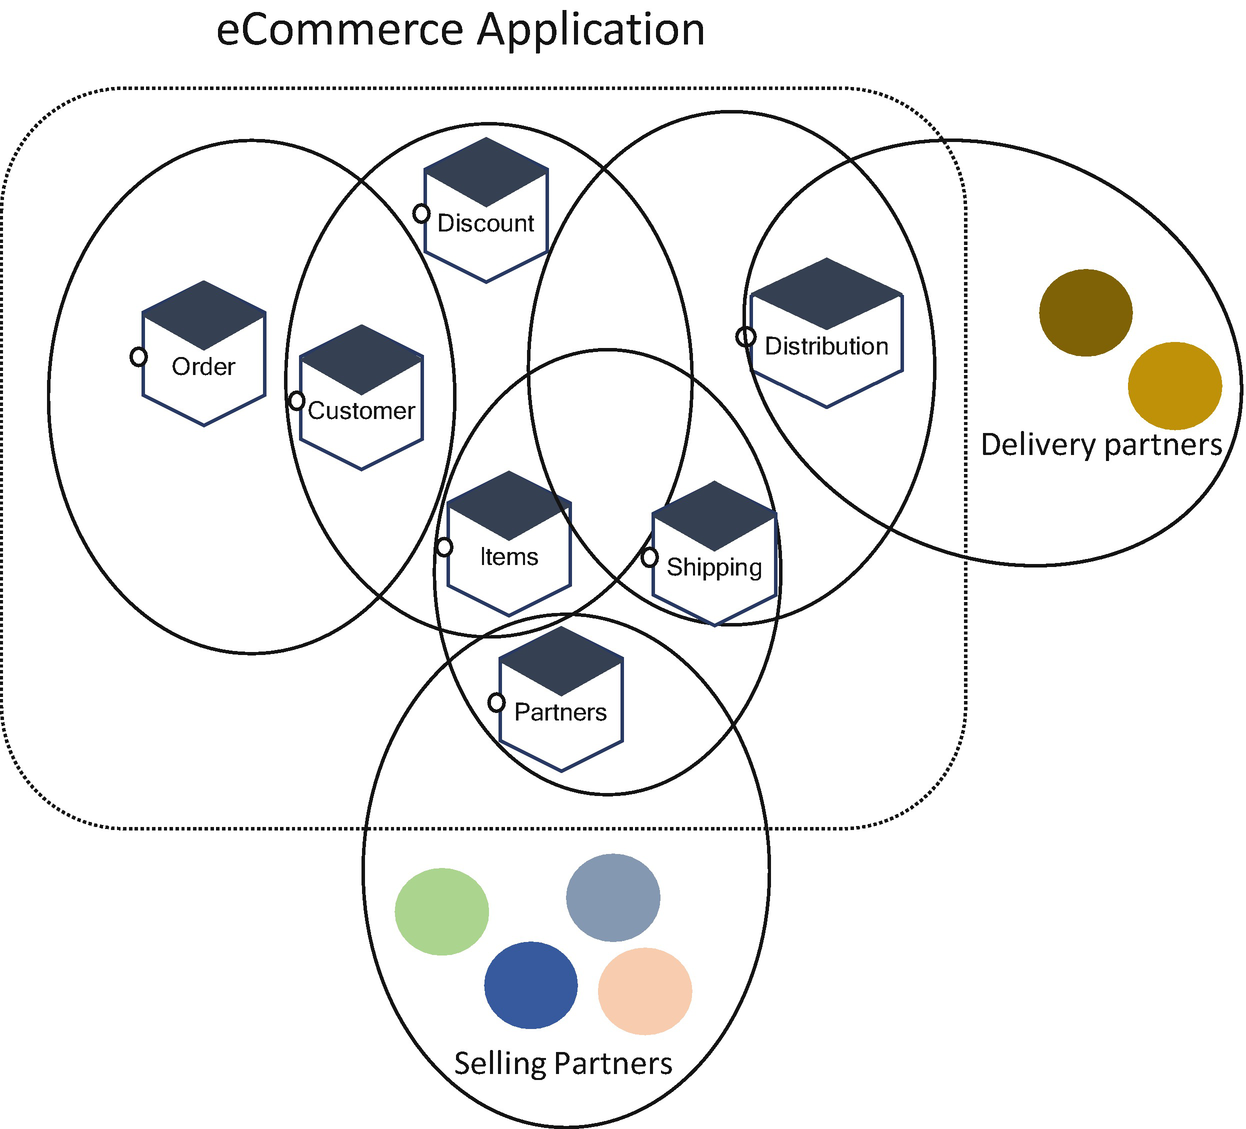 eCommerce Application
Discount
Order
Customer
Distribution
Delivery partners
Items
Shipping
Partners
Selling Partners